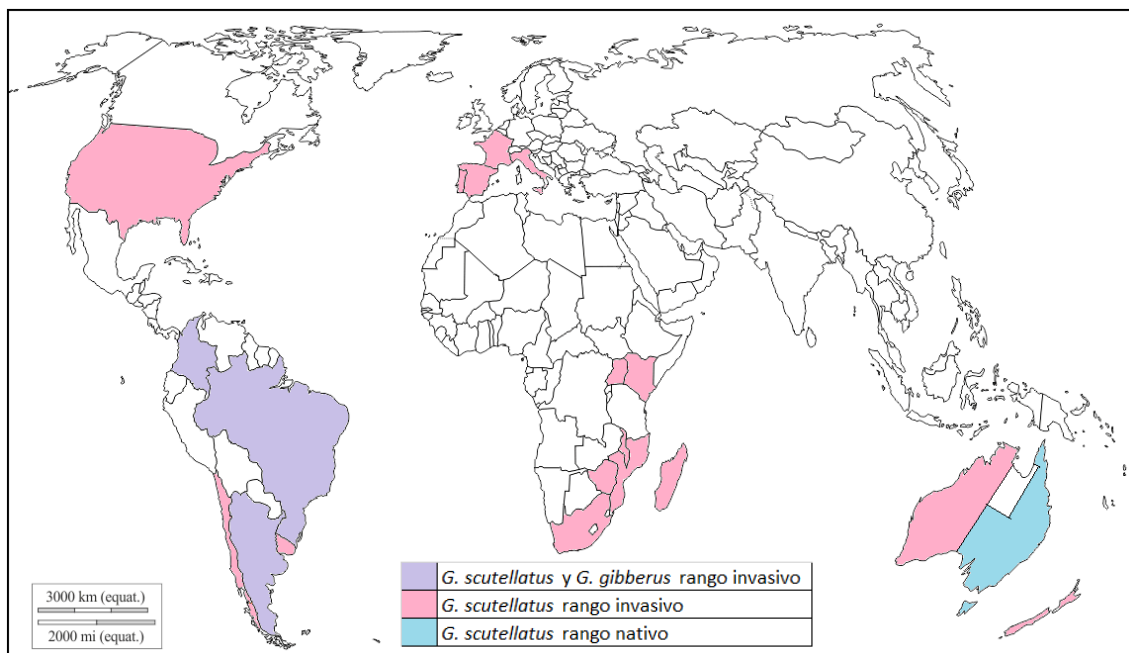 G. scutellatus y G. gibberus rango invasivo
G. scutellatus rango invasivo
G. scutellatus rango nativo
3000 km (equat.)
2000 mi (equat.)